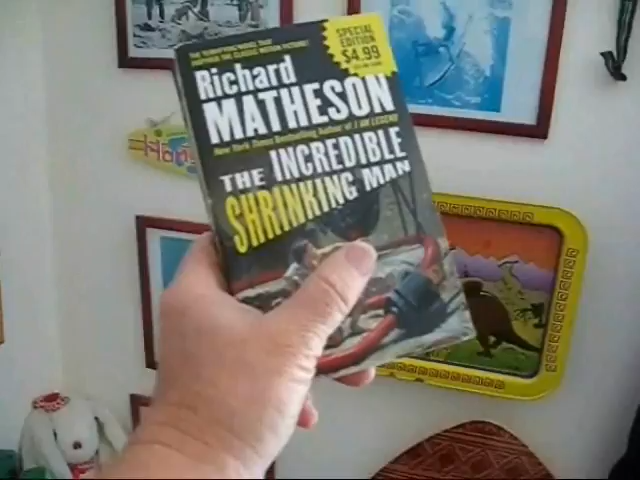 SPECIAL
EDITION
$4.99
Richard
MATHESON
New York Times Bestselling Author of I AM LEGEND
THE INCREDIBLE
SHRINKING MAN